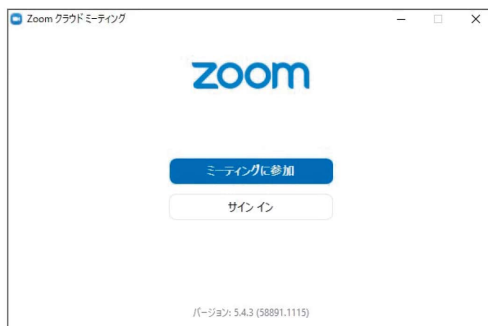 Zoom クラウド ミーティング
zoom
ミーティングに参加
サイン イン
バージョン: 5.4.3 (58891.1115)